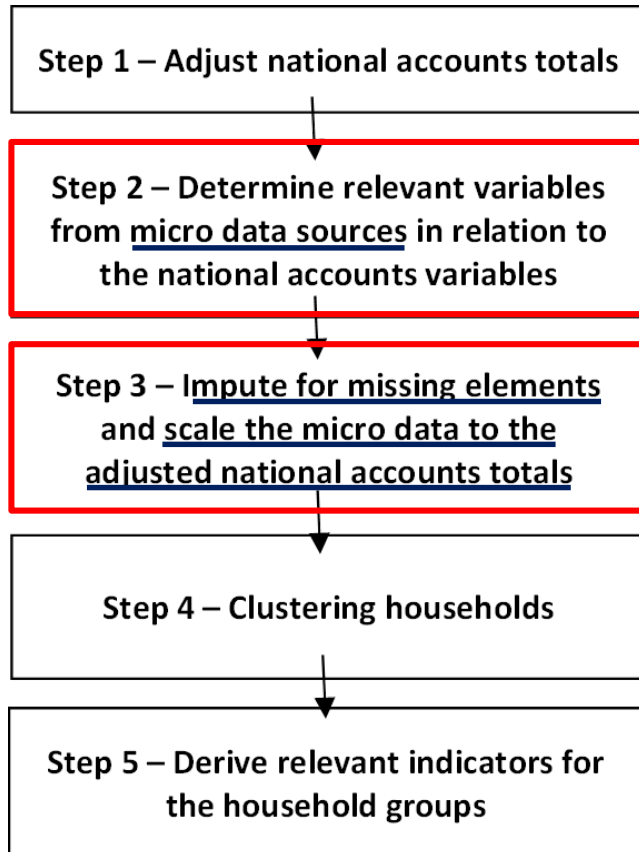 Step 1 – Adjust national accounts totals
Step 2 – Determine relevant variables
from micro data sources in relation to
the national accounts variables
Step 3 – Impute for missing elements
and scale the micro data to the
adjusted national accounts totals
Step 4 – Clustering households
Step 5 – Derive relevant indicators for
the household groups